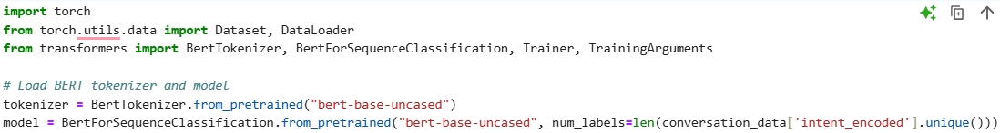 import torch
from torch.utils.data import Dataset, DataLoader
from transformers import BertTokenizer, BertForSequenceClassification, Trainer, TrainingArguments
# Load BERT tokenizer and model
tokenizer = BertTokenizer.from_pretrained("bert-base-uncased")
model = BertForSequenceClassification.from_pretrained("bert-base-uncased", num_labels=len(conversation_data['intent_encoded'].unique()))